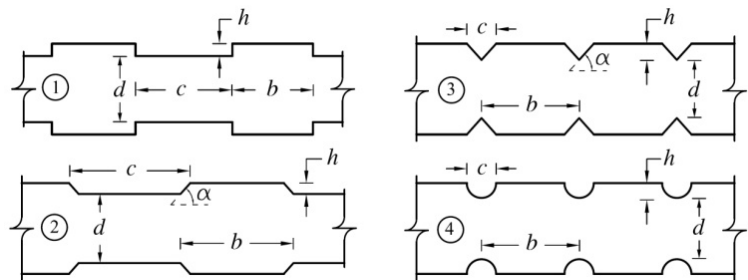 h
① d c b
c h
② d α b
c h
③ α d b
c h
④ d b